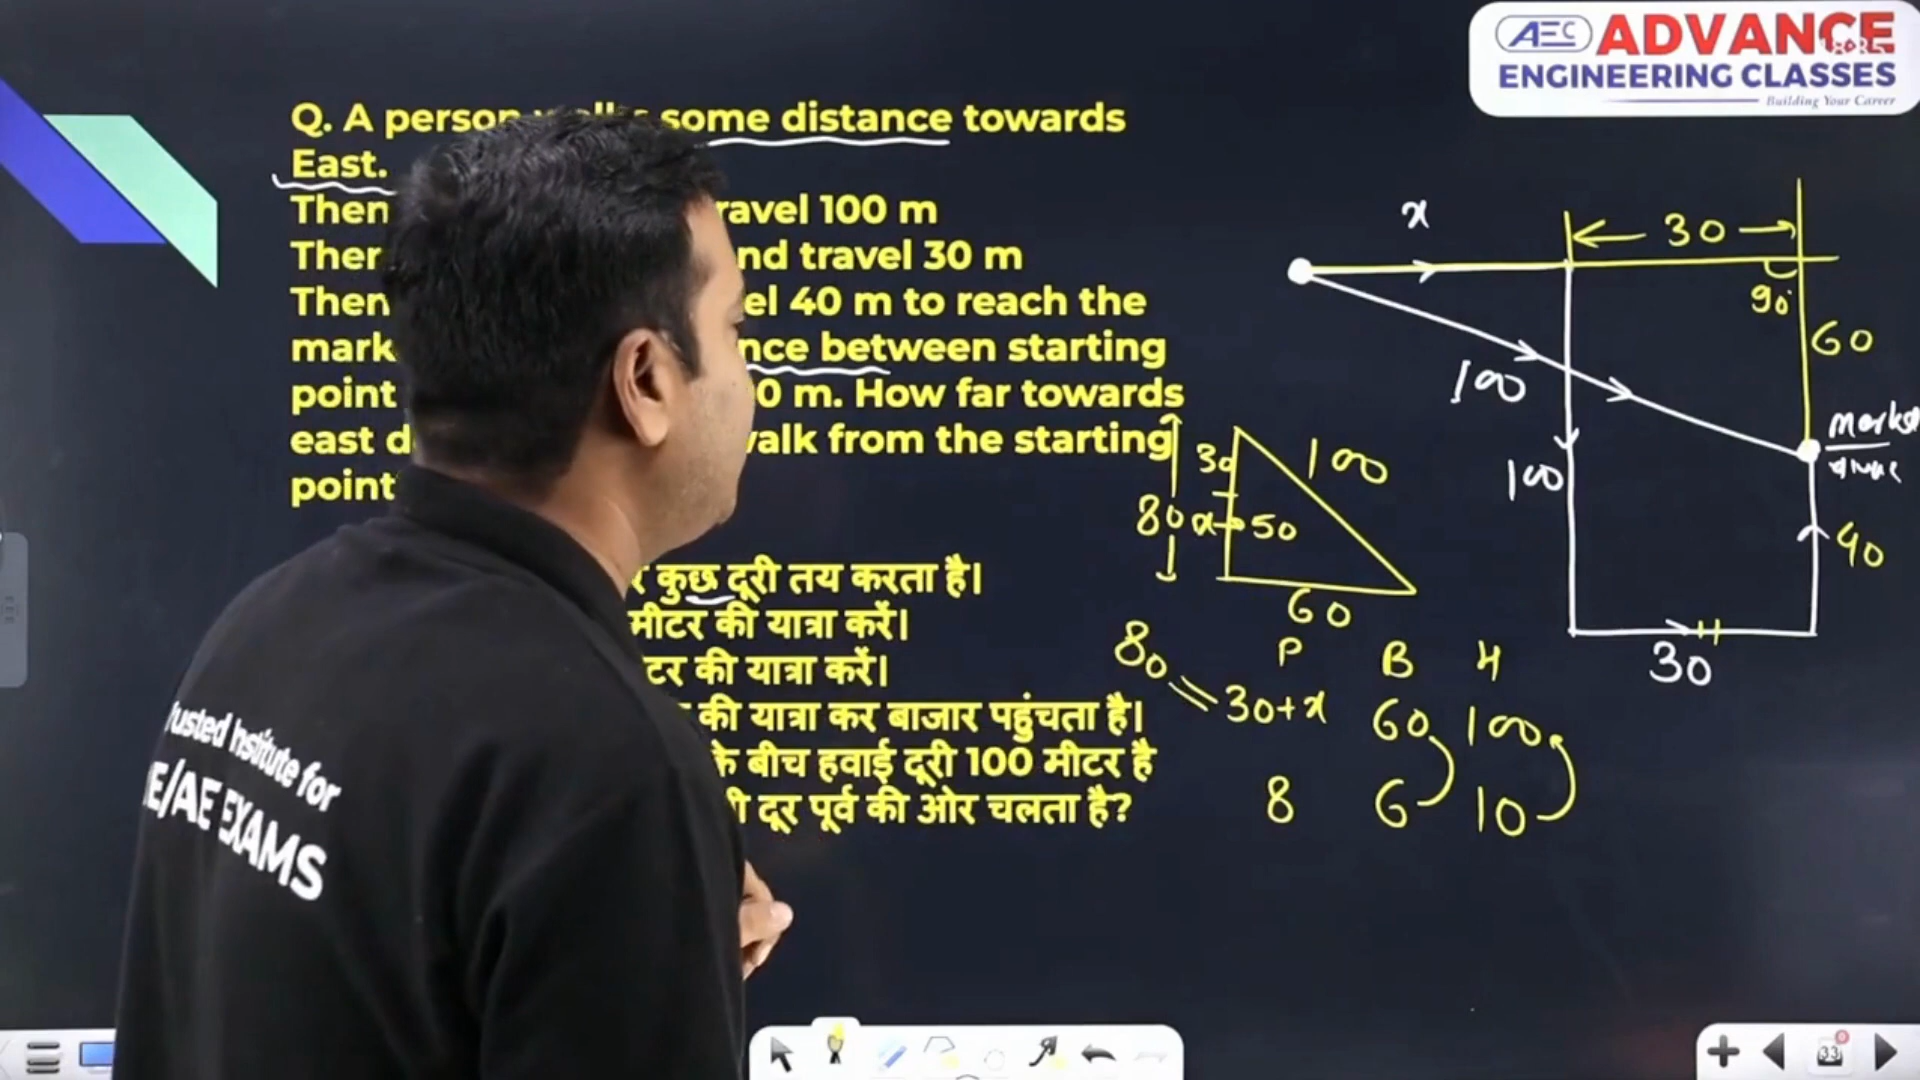 AEC ADVANCE
ENGINEERING CLASSES
Building Your Career
Q. A person some distance towards
East.
Then ravel 100 m
nd travel 30 m
Then el 40 m to reach the
mark nce between starting
point 0 m. How far towards
east d walk from the starting
point
कुछ दूरी तय करता है।
मीटर की यात्रा करें।
टर की यात्रा करें।
की यात्रा कर बाजार पहुंचता है।
के बीच हवाई दूरी 100 मीटर है
दूर पूर्व की ओर चलता है?
x
30
90°
60
100
100
40
30
30
100
80
x→50
60
P B H
80 = 30+x 60 100
8 6 10
usted Institute for
E/AE EXAMS
33